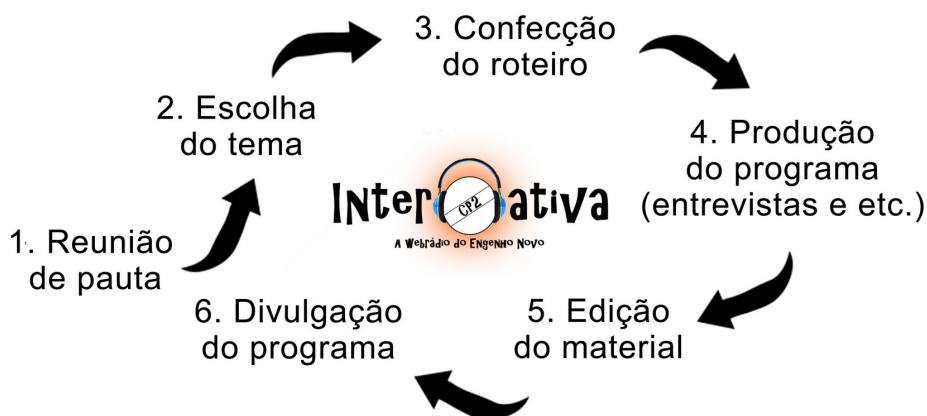 1. Reunião
de pauta
2. Escolha
do tema
3. Confecção
do roteiro
4. Produção
do programa
(entrevistas e etc.)
5. Edição
do material
6. Divulgação
do programa
INter CP2 ativa
A Webrádio do Engenho Novo